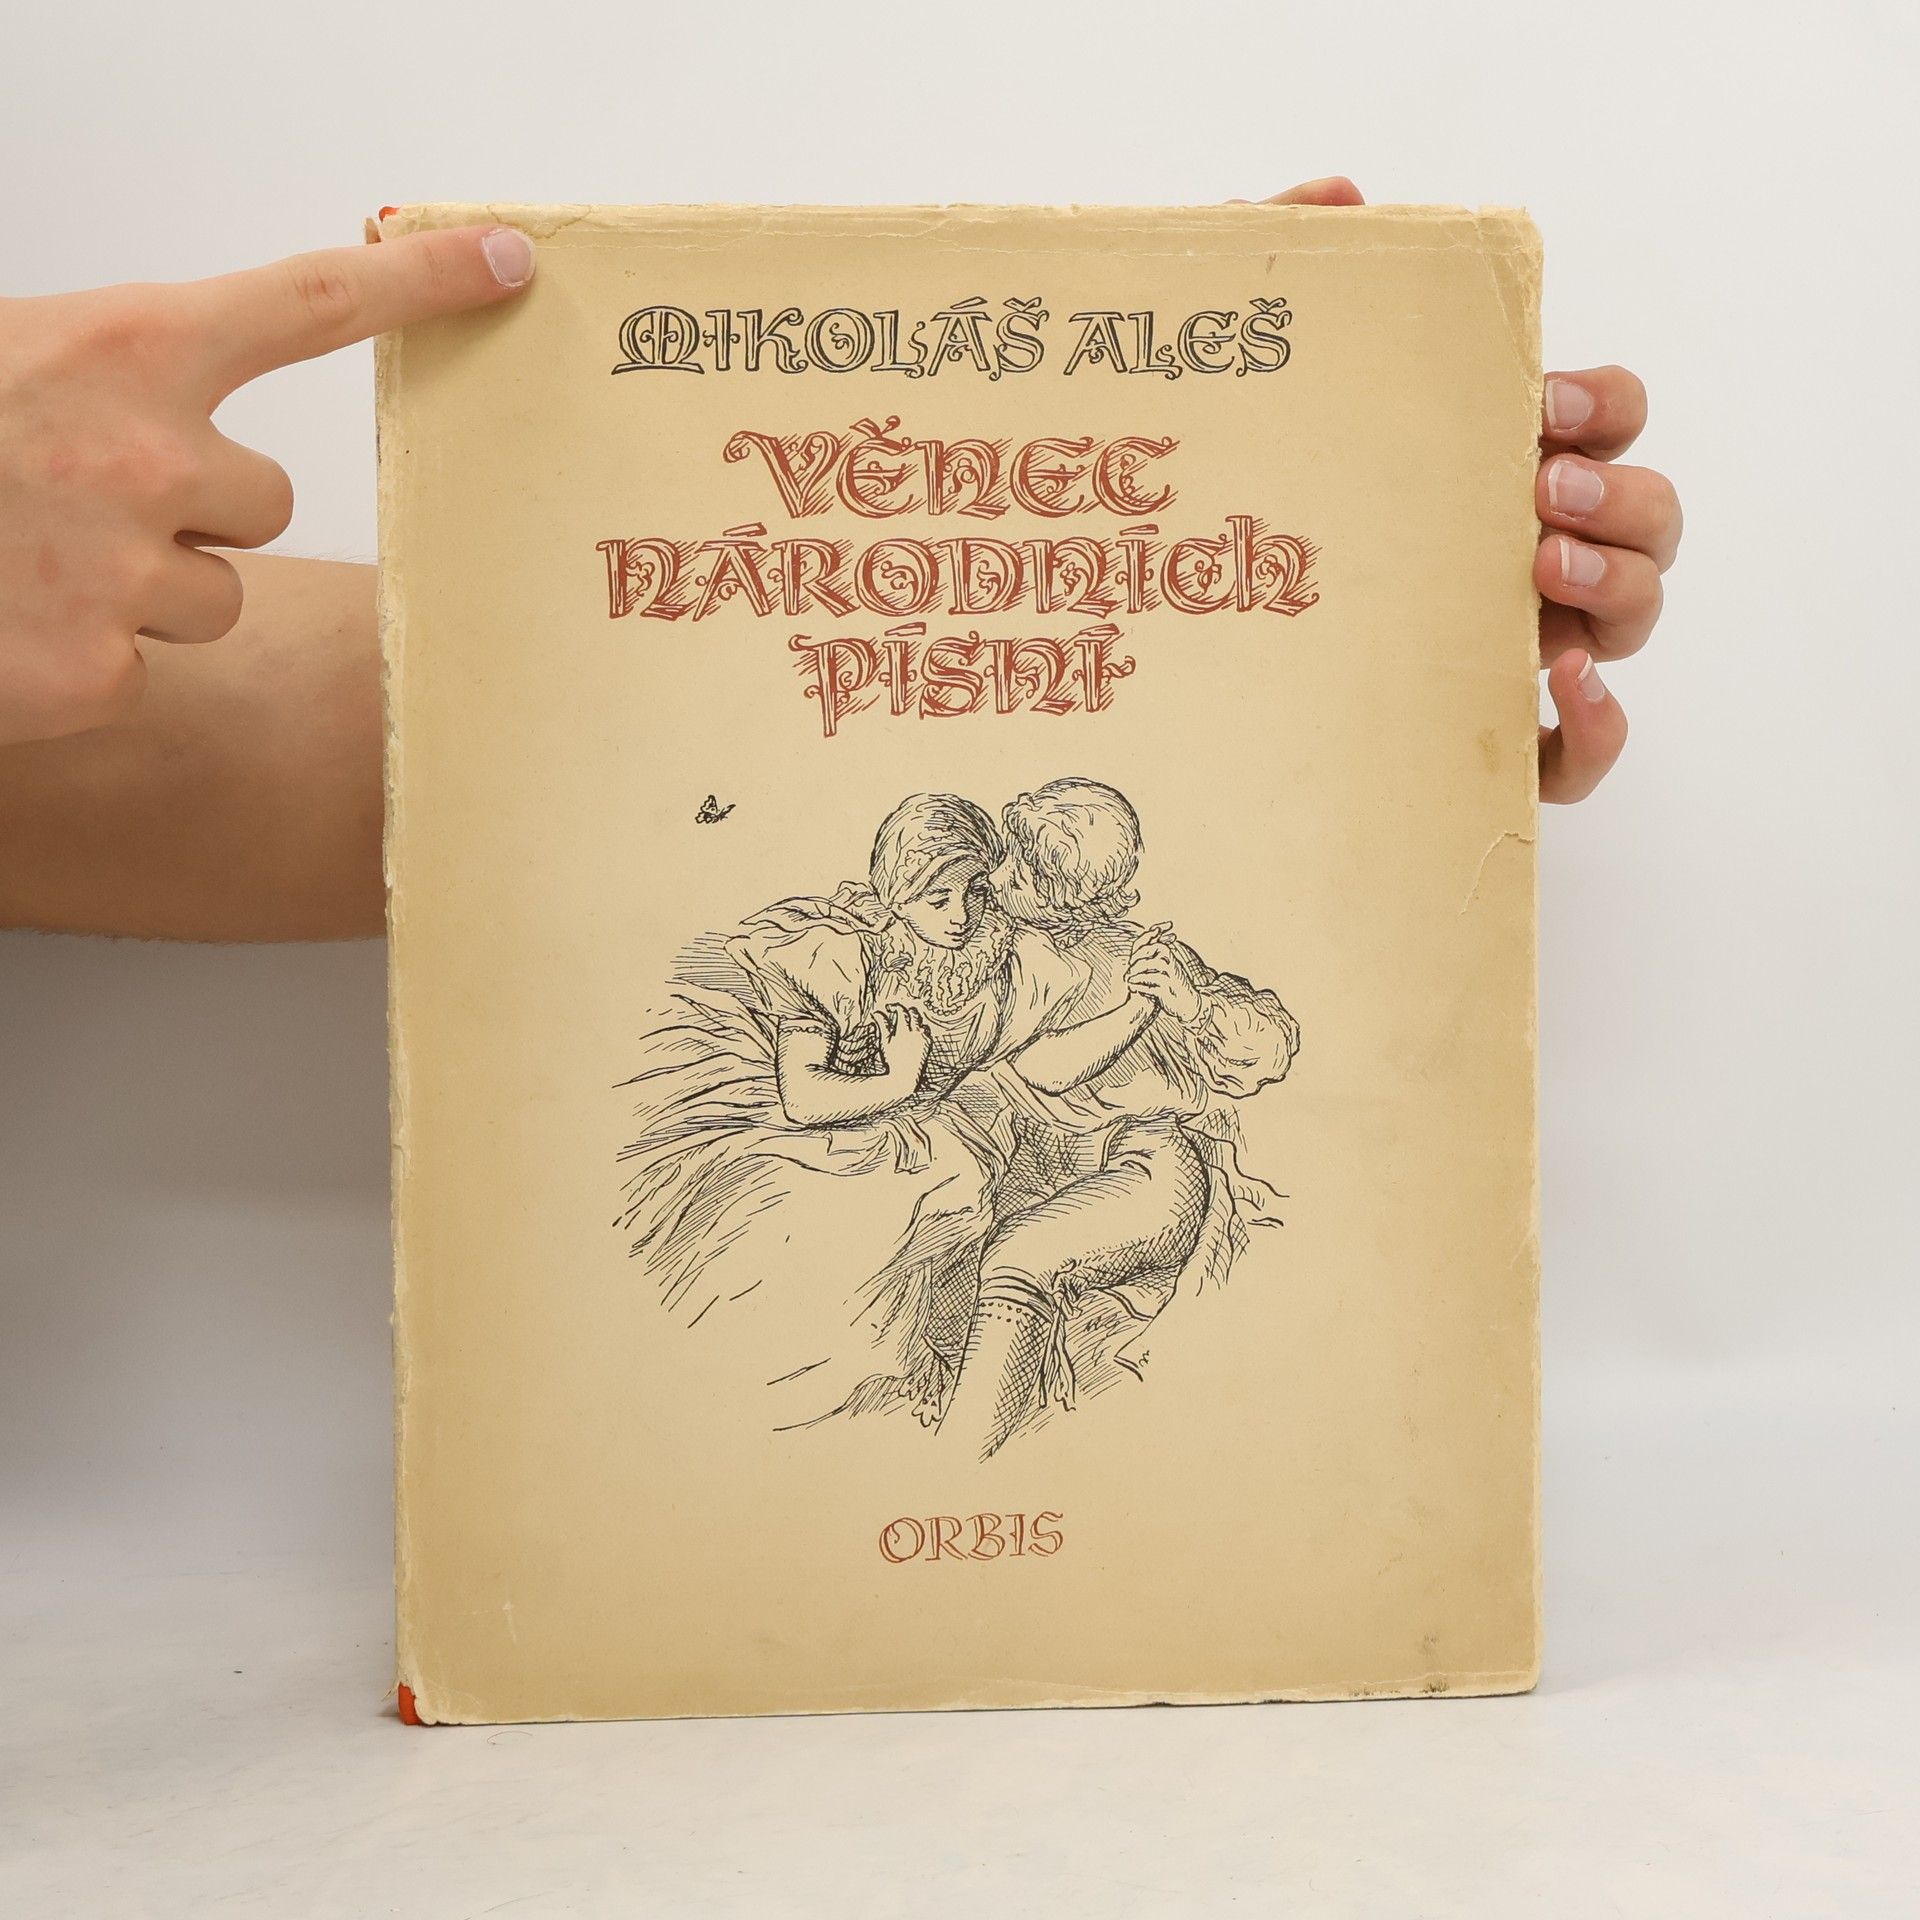 MIKOLÁŠ ALEŠ
VĚNEC
NÁRODNÍCH
PÍSNÍ
ORBIS